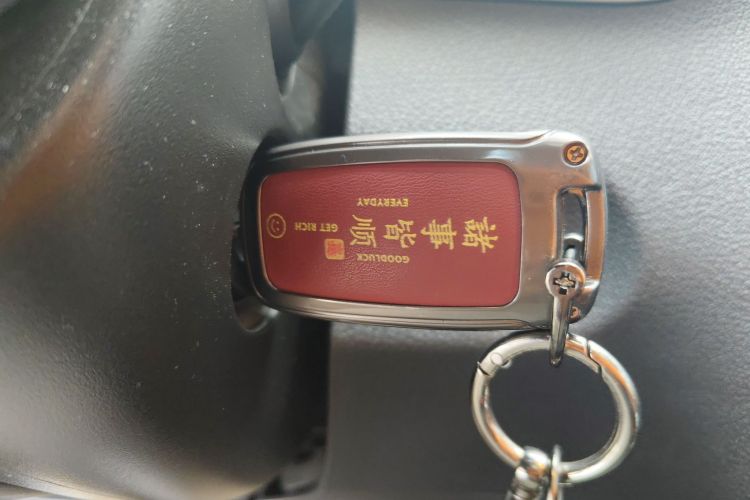 GOODLUCK
諸事皆顺
GET RICH
EVERYDAY